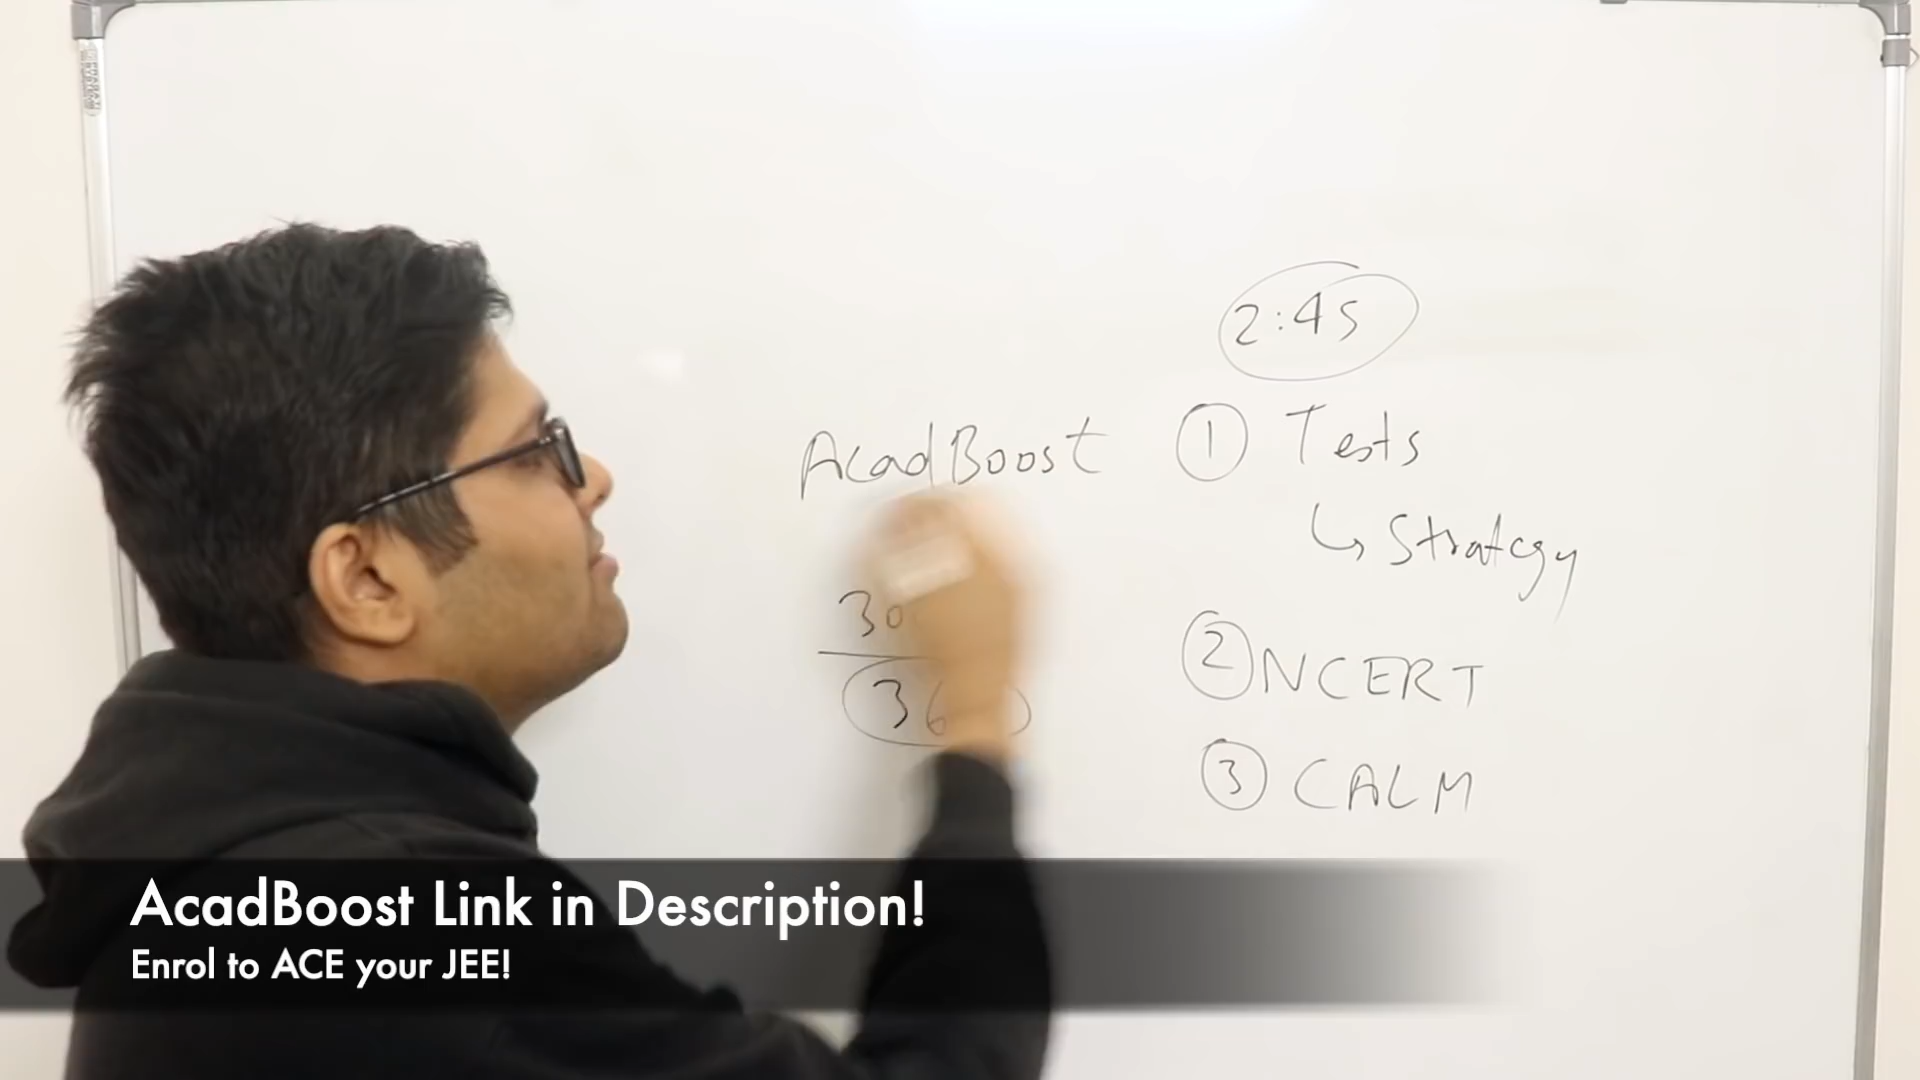 2:45
AcadBoost
① Tests
↳ Strategy
② NCERT
③ CALM
AcadBoost Link in Description!
Enrol to ACE your JEE!